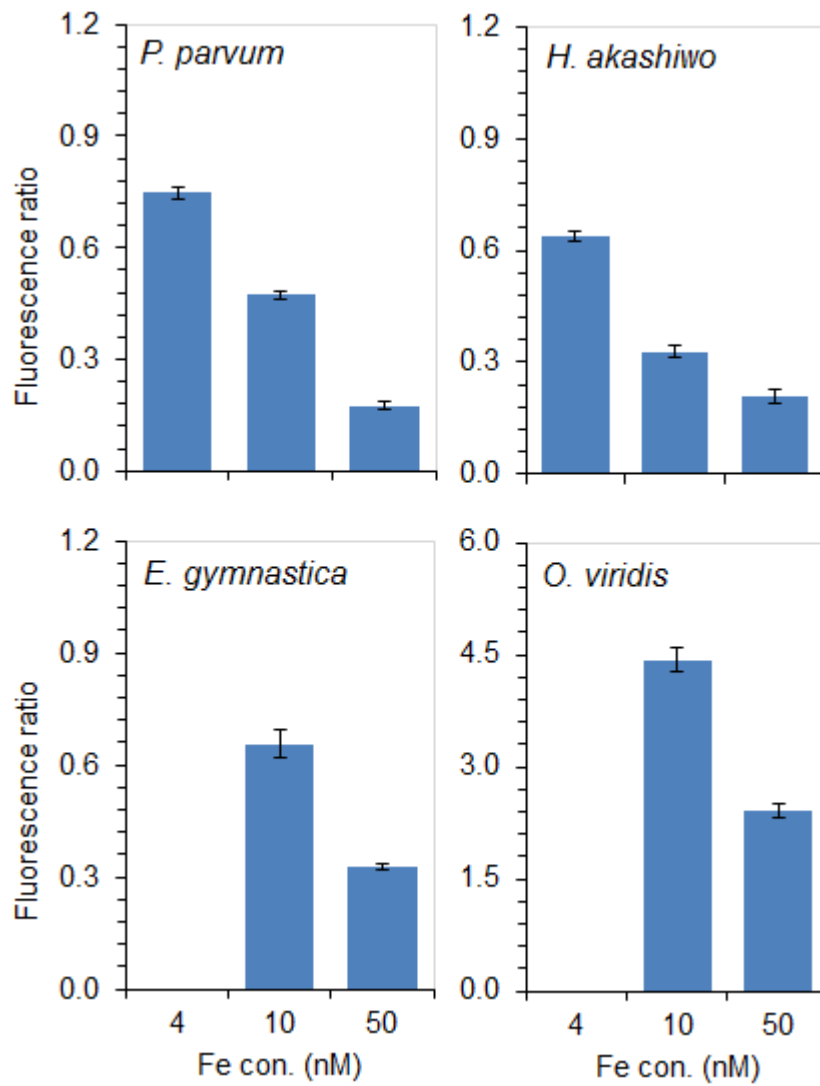 P. parvum
1.2
0.9
0.6
0.3
0.0
Fluorescence ratio
H. akashiwo
1.2
0.9
0.6
0.3
0.0
E. gymnastica
1.2
0.9
0.6
0.3
0.0
Fluorescence ratio
4 10 50
Fe con. (nM)
O. viridis
6.0
4.5
3.0
1.5
0.0
4 10 50
Fe con. (nM)